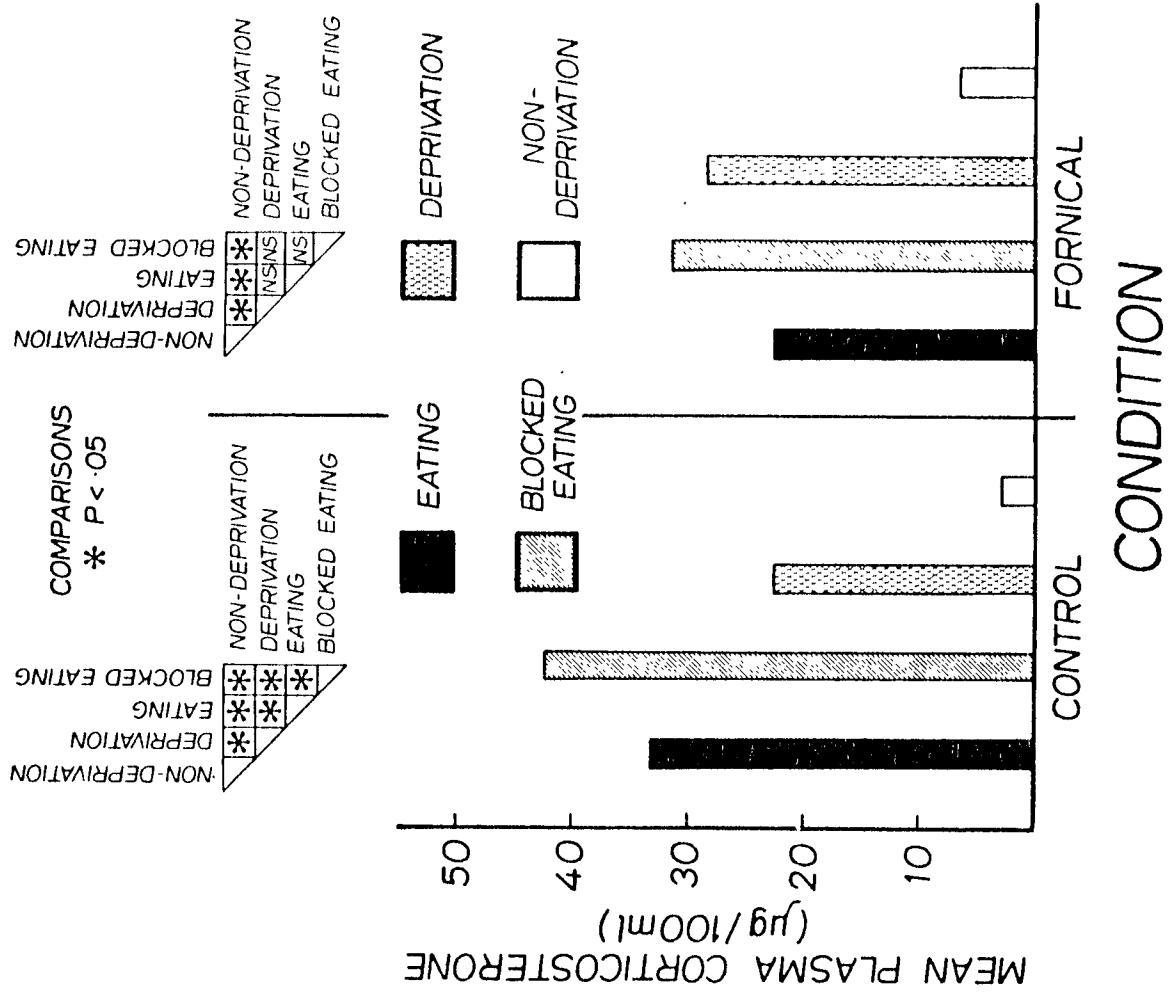 COMPARISONS
* P< ·05
NON-DEPRIVATION
DEPRIVATION
EATING
BLOCKED EATING
* * *
* *
*
NON-DEPRIVATION
DEPRIVATION
EATING
BLOCKED EATING
NON-DEPRIVATION
DEPRIVATION
EATING
BLOCKED EATING
* * *
NS NS
NS
NON-DEPRIVATION
DEPRIVATION
EATING
BLOCKED EATING
EATING
DEPRIVATION
BLOCKED
EATING
NON-
DEPRIVATION
MEAN PLASMA CORTICOSTERONE
(µg/100ml)
50
40
30
20
10
CONTROL
FORNICAL
CONDITION